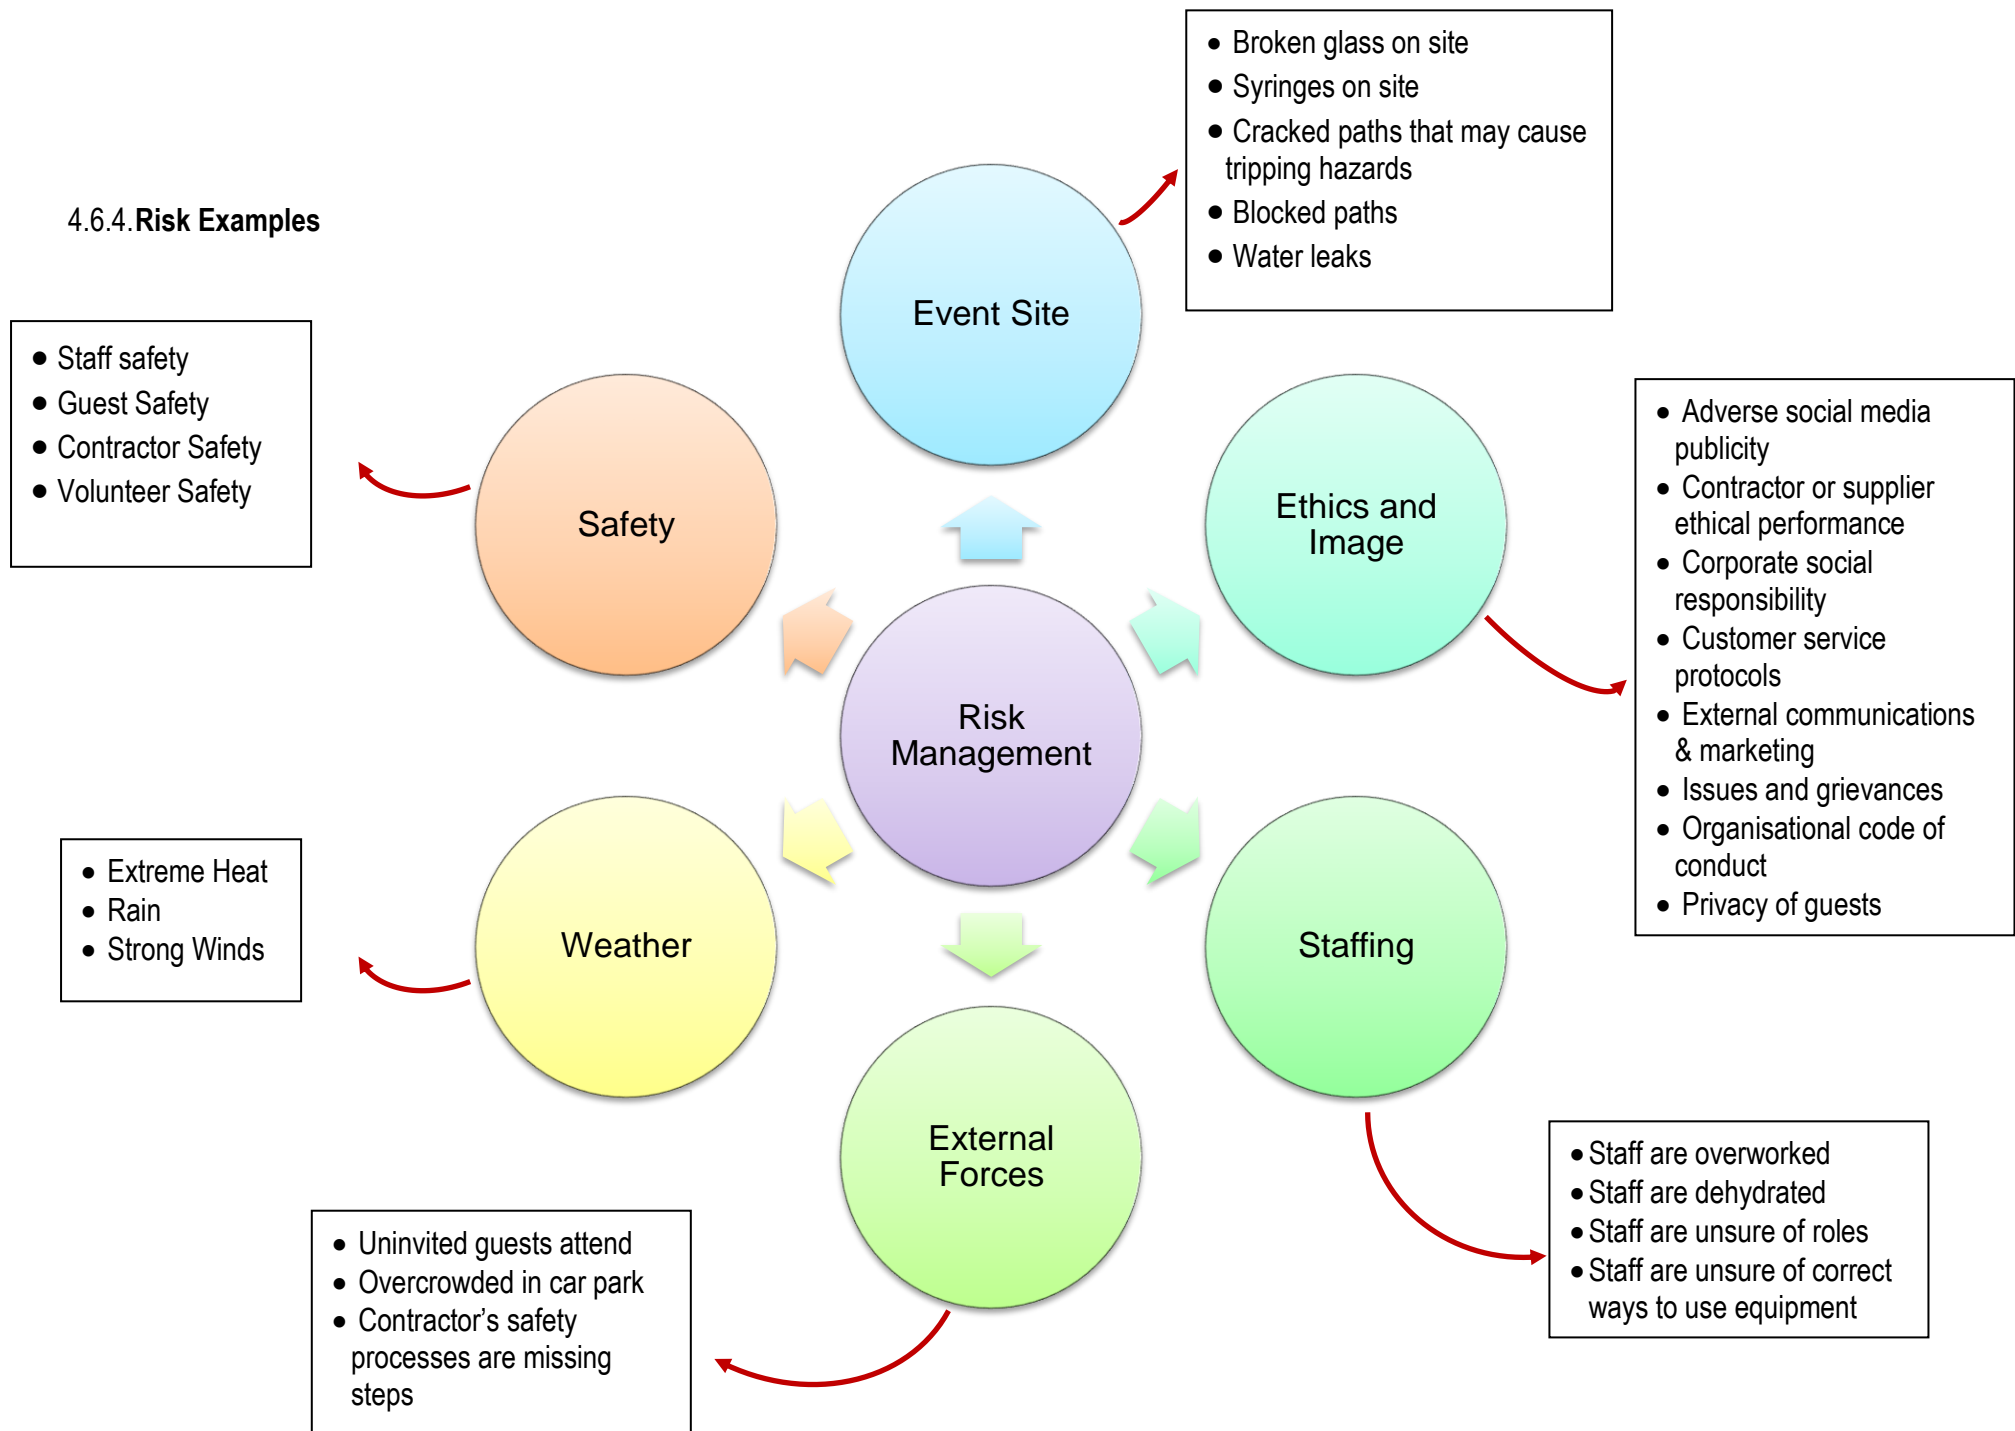 4.6.4.Risk Examples
• Broken glass on site
• Syringes on site
• Cracked paths that may cause
tripping hazards
• Blocked paths
• Water leaks
Event Site
• Staff safety
• Guest Safety
• Contractor Safety
• Volunteer Safety
Safety
Ethics and
Image
• Adverse social media
publicity
• Contractor or supplier
ethical performance
• Corporate social
responsibility
• Customer service
protocols
• External communications
& marketing
• Issues and grievances
• Organisational code of
conduct
• Privacy of guests
Risk
Management
• Extreme Heat
• Rain
• Strong Winds
Weather
Staffing
External
Forces
• Staff are overworked
• Staff are dehydrated
• Staff are unsure of roles
• Staff are unsure of correct
ways to use equipment
• Uninvited guests attend
• Overcrowded in car park
• Contractor’s safety
processes are missing
steps